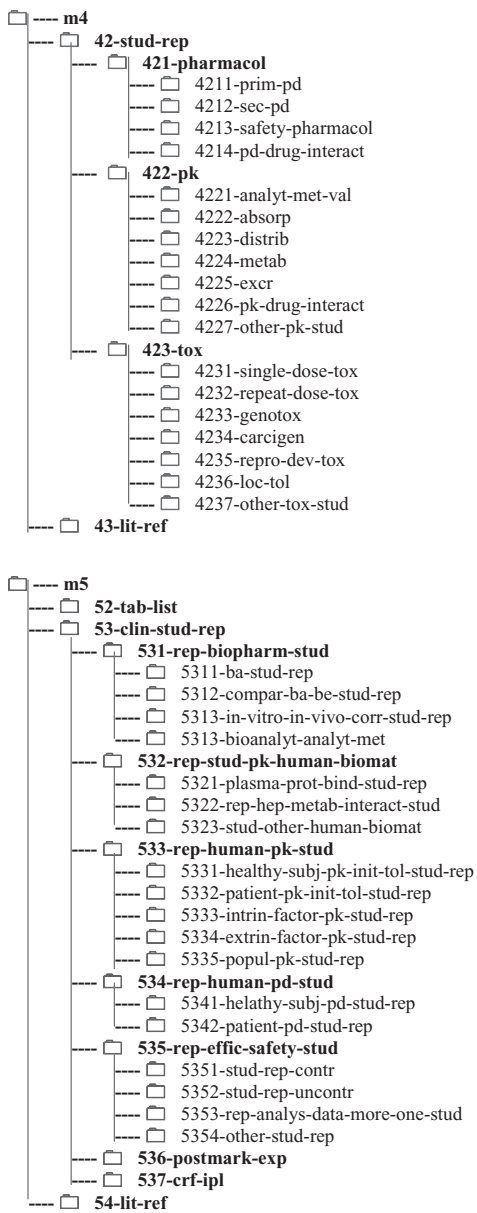 ---- m4
---- 42-stud-rep
---- 421-pharmacol
---- 4211-prim-pd
---- 4212-sec-pd
---- 4213-safety-pharmacol
---- 4214-pd-drug-interact
---- 422-pk
---- 4221-analyt-met-val
---- 4222-absorp
---- 4223-distrib
---- 4224-metab
---- 4225-excr
---- 4226-pk-drug-interact
---- 4227-other-pk-stud
---- 423-tox
---- 4231-single-dose-tox
---- 4232-repeat-dose-tox
---- 4233-genotox
---- 4234-carcigen
---- 4235-repro-dev-tox
---- 4236-loc-tol
---- 4237-other-tox-stud
---- 43-lit-ref
---- m5
---- 52-tab-list
---- 53-clin-stud-rep
---- 531-rep-biopharm-stud
---- 5311-ba-stud-rep
---- 5312-compar-ba-be-stud-rep
---- 5313-in-vitro-in-vivo-corr-stud-rep
---- 5313-bioanalyt-analyt-met
---- 532-rep-stud-pk-human-biomat
---- 5321-plasma-prot-bind-stud-rep
---- 5322-rep-hep-metab-interact-stud
---- 5323-stud-other-human-biomat
---- 533-rep-human-pk-stud
---- 5331-healthy-subj-pk-init-tol-stud-rep
---- 5332-patient-pk-init-tol-stud-rep
---- 5333-intrin-factor-pk-stud-rep
---- 5334-extrin-factor-pk-stud-rep
---- 5335-popul-pk-stud-rep
---- 534-rep-human-pd-stud
---- 5341-helathy-subj-pd-stud-rep
---- 5342-patient-pd-stud-rep
---- 535-rep-effic-safety-stud
---- 5351-stud-rep-contr
---- 5352-stud-rep-uncontr
---- 5353-rep-analys-data-more-one-stud
---- 5354-other-stud-rep
---- 536-postmark-exp
---- 537-crf-ipl
---- 54-lit-ref